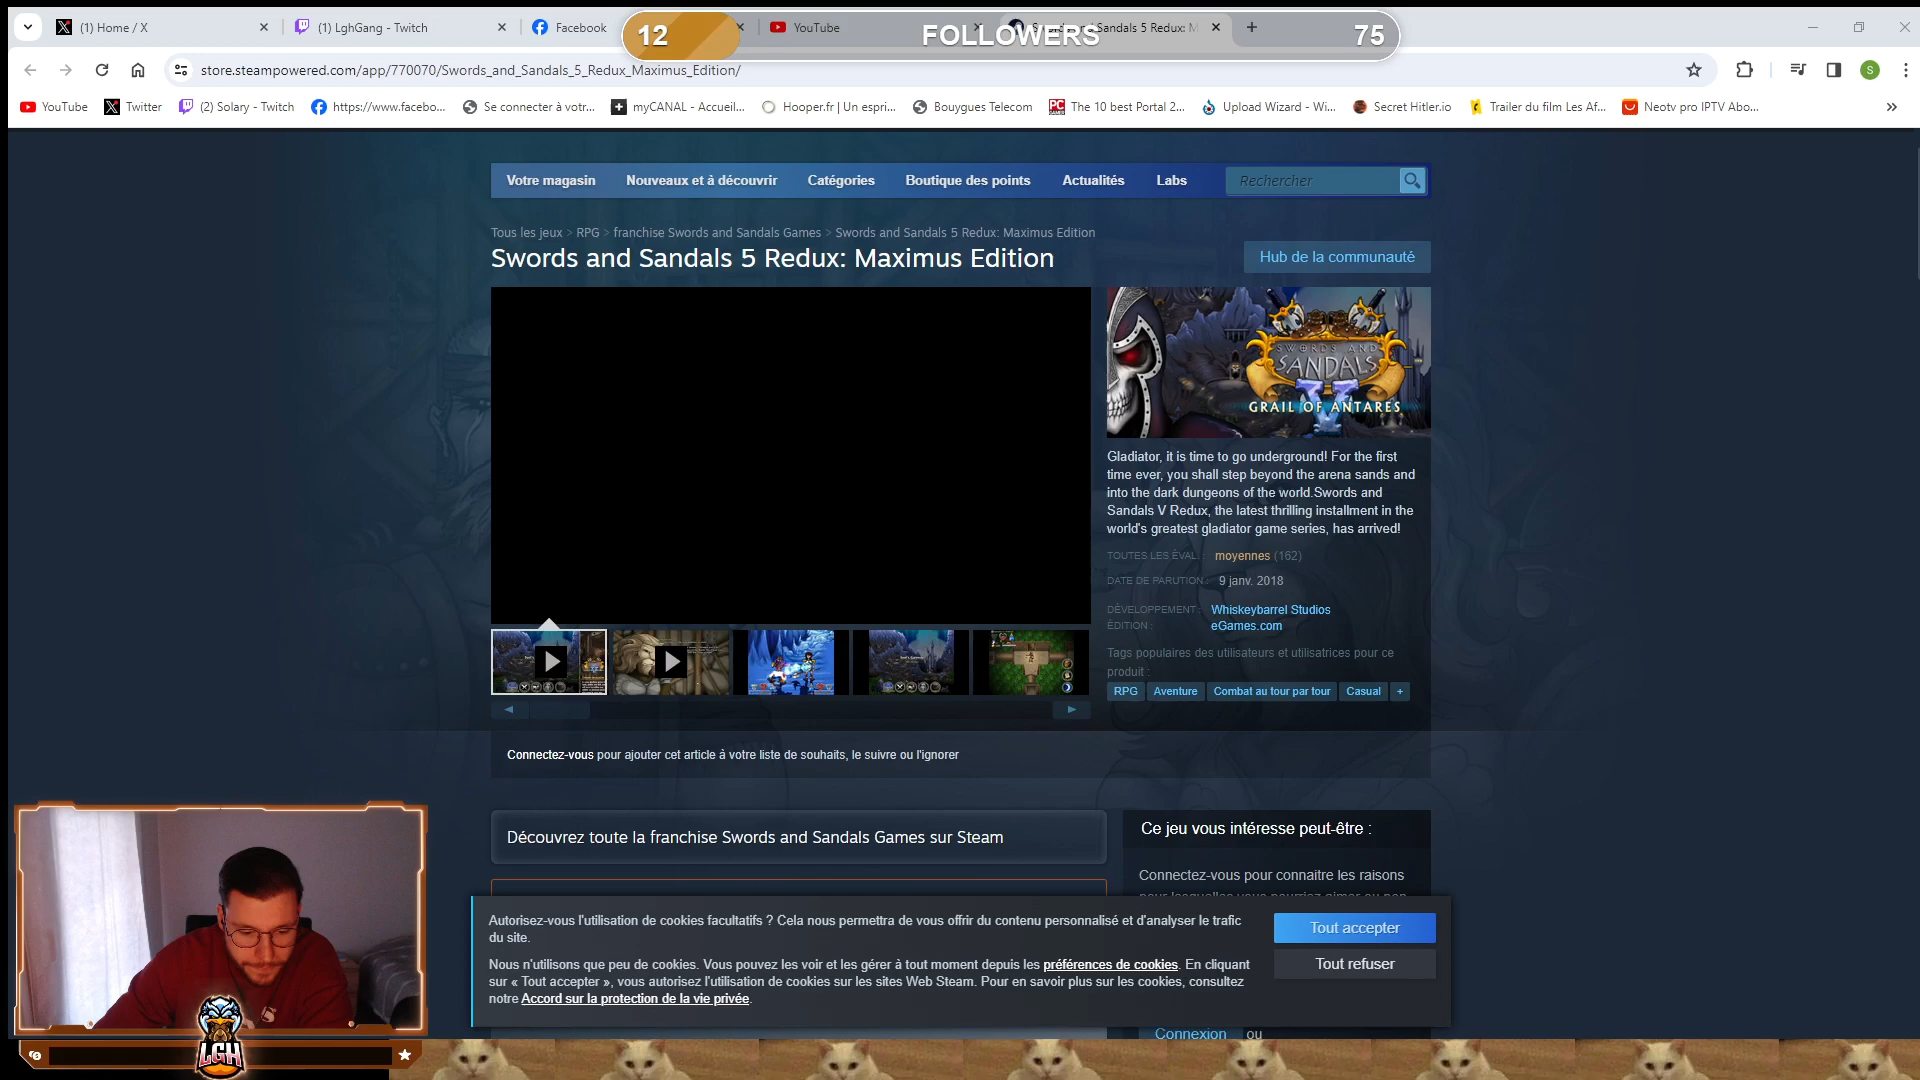 (1) Home / X
(1) LghGang - Twitch
Facebook
YouTube
Sandals 5 Redux: M
12
FOLLOWERS
75
store.steampowered.com/app/770070/Swords_and_Sandals_5_Redux_Maximus_Edition/
S
YouTube
Twitter
(2) Solary - Twitch
https://www.facebo...
Se connecter à votr...
myCANAL - Accueil...
Hooper.fr | Un espri...
Bouygues Telecom
The 10 best Portal 2...
Upload Wizard - Wi...
Secret Hitler.io
Trailer du film Les Af...
Neotv pro IPTV Abo...
Votre magasin
Nouveaux et à découvrir
Catégories
Boutique des points
Actualités
Labs
Rechercher
Tous les jeux > RPG > franchise Swords and Sandals Games > Swords and Sandals 5 Redux: Maximus Edition
Swords and Sandals 5 Redux: Maximus Edition
Hub de la communauté
SWORDS AND
SANDALS
V
GRAIL OF ANTARES
Gladiator, it is time to go underground! For the first
time ever, you shall step beyond the arena sands and
into the dark dungeons of the world.Swords and
Sandals V Redux, the latest thrilling installment in the
world's greatest gladiator game series, has arrived!
TOUTES LES ÉVAL. : moyennes (162)
DATE DE PARUTION : 9 janv. 2018
DÉVELOPPEMENT : Whiskeybarrel Studios
ÉDITION : eGames.com
Tags populaires des utilisateurs et utilisatrices pour ce
produit :
RPG
Aventure
Combat au tour par tour
Casual
+
Connectez-vous pour ajouter cet article à votre liste de souhaits, le suivre ou l'ignorer
Découvrez toute la franchise Swords and Sandals Games sur Steam
Ce jeu vous intéresse peut-être :
Connectez-vous pour connaitre les raisons
Autorisez-vous l'utilisation de cookies facultatifs ? Cela nous permettra de vous offrir du contenu personnalisé et d'analyser le trafic
du site.
Nous n'utilisons que peu de cookies. Vous pouvez les voir et les gérer à tout moment depuis les préférences de cookies. En cliquant
sur « Tout accepter », vous autorisez l'utilisation de cookies sur les sites Web Steam. Pour en savoir plus sur les cookies, consultez
notre Accord sur la protection de la vie privée.
Tout accepter
Tout refuser
Connexion ou
LGH